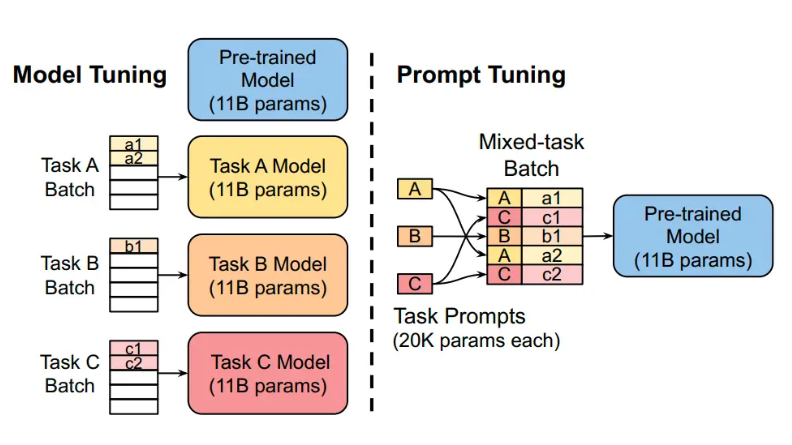 Model Tuning
Pre-trained
Model
(11B params)
Task A
Batch
a1
a2
Task A Model
(11B params)
Task B
Batch
b1
Task B Model
(11B params)
Task C
Batch
c1
c2
Task C Model
(11B params)
Prompt Tuning
Mixed-task
Batch
A
B
C
A a1
C c1
B b1
A a2
C c2
Task Prompts
(20K params each)
Pre-trained
Model
(11B params)